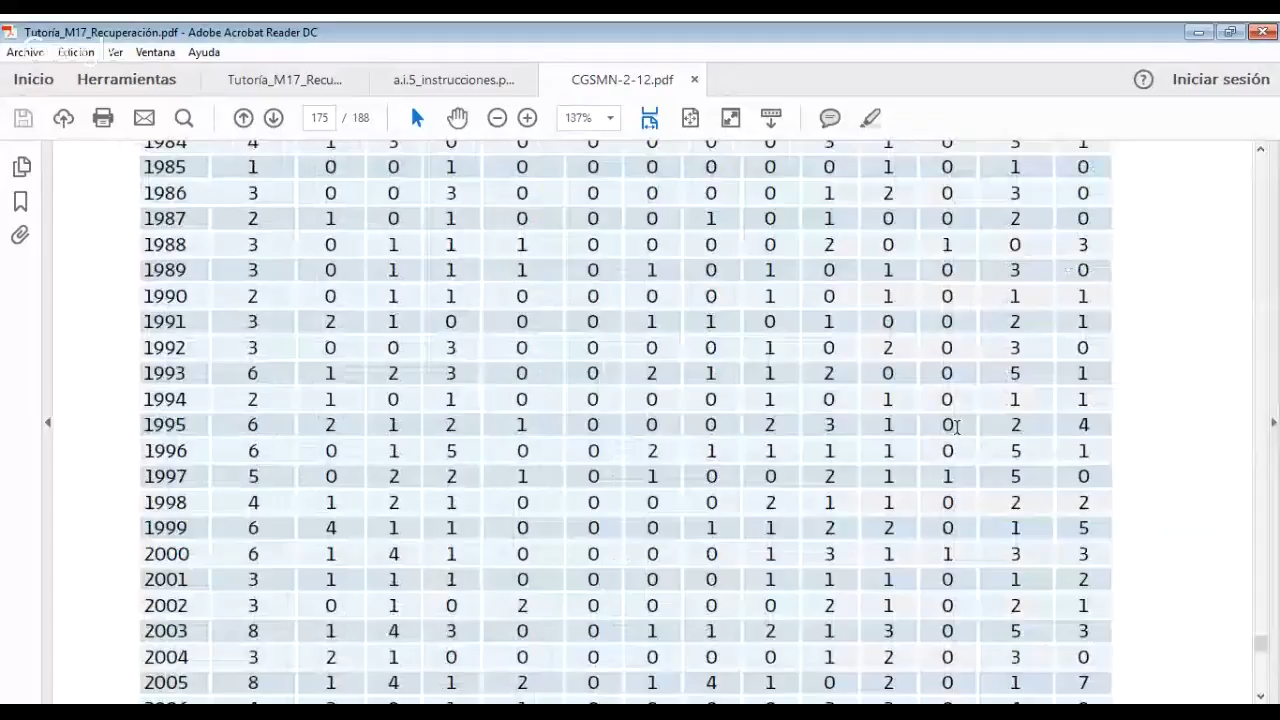 Tutoría_M17_Recuperación.pdf - Adobe Acrobat Reader DC
Archivo Edición Ver Ventana Ayuda
Inicio Herramientas Tutoría_M17_Recu... a.i.5_instrucciones.p... CGSMN-2-12.pdf × ? Iniciar sesión
175 / 188 137%
1984 4 1 3 0 0 0 0 0 0 3 1 0 3 1
1985 1 0 0 1 0 0 0 0 0 0 1 0 1 0
1986 3 0 0 3 0 0 0 0 0 1 2 0 3 0
1987 2 1 0 1 0 0 0 1 0 1 0 0 2 0
1988 3 0 1 1 1 0 0 0 0 2 0 1 0 3
1989 3 0 1 1 1 0 1 0 1 0 1 0 3 0
1990 2 0 1 1 0 0 0 0 1 0 1 0 1 1
1991 3 2 1 0 0 0 1 1 0 1 0 0 2 1
1992 3 0 0 3 0 0 0 0 1 0 2 0 3 0
1993 6 1 2 3 0 0 2 1 1 2 0 0 5 1
1994 2 1 0 1 0 0 0 0 1 0 1 0 1 1
1995 6 2 1 2 1 0 0 0 2 3 1 0 2 4
1996 6 0 1 5 0 0 2 1 1 1 1 0 5 1
1997 5 0 2 2 1 0 1 0 0 2 1 1 5 0
1998 4 1 2 1 0 0 0 0 2 1 1 0 2 2
1999 6 4 1 1 0 0 0 1 1 2 2 0 1 5
2000 6 1 4 1 0 0 0 0 1 3 1 1 3 3
2001 3 1 1 1 0 0 0 0 1 1 1 0 1 2
2002 3 0 1 0 2 0 0 0 0 2 1 0 2 1
2003 8 1 4 3 0 0 1 1 2 1 3 0 5 3
2004 3 2 1 0 0 0 0 0 0 1 2 0 3 0
2005 8 1 4 1 2 0 1 4 1 0 2 0 1 7